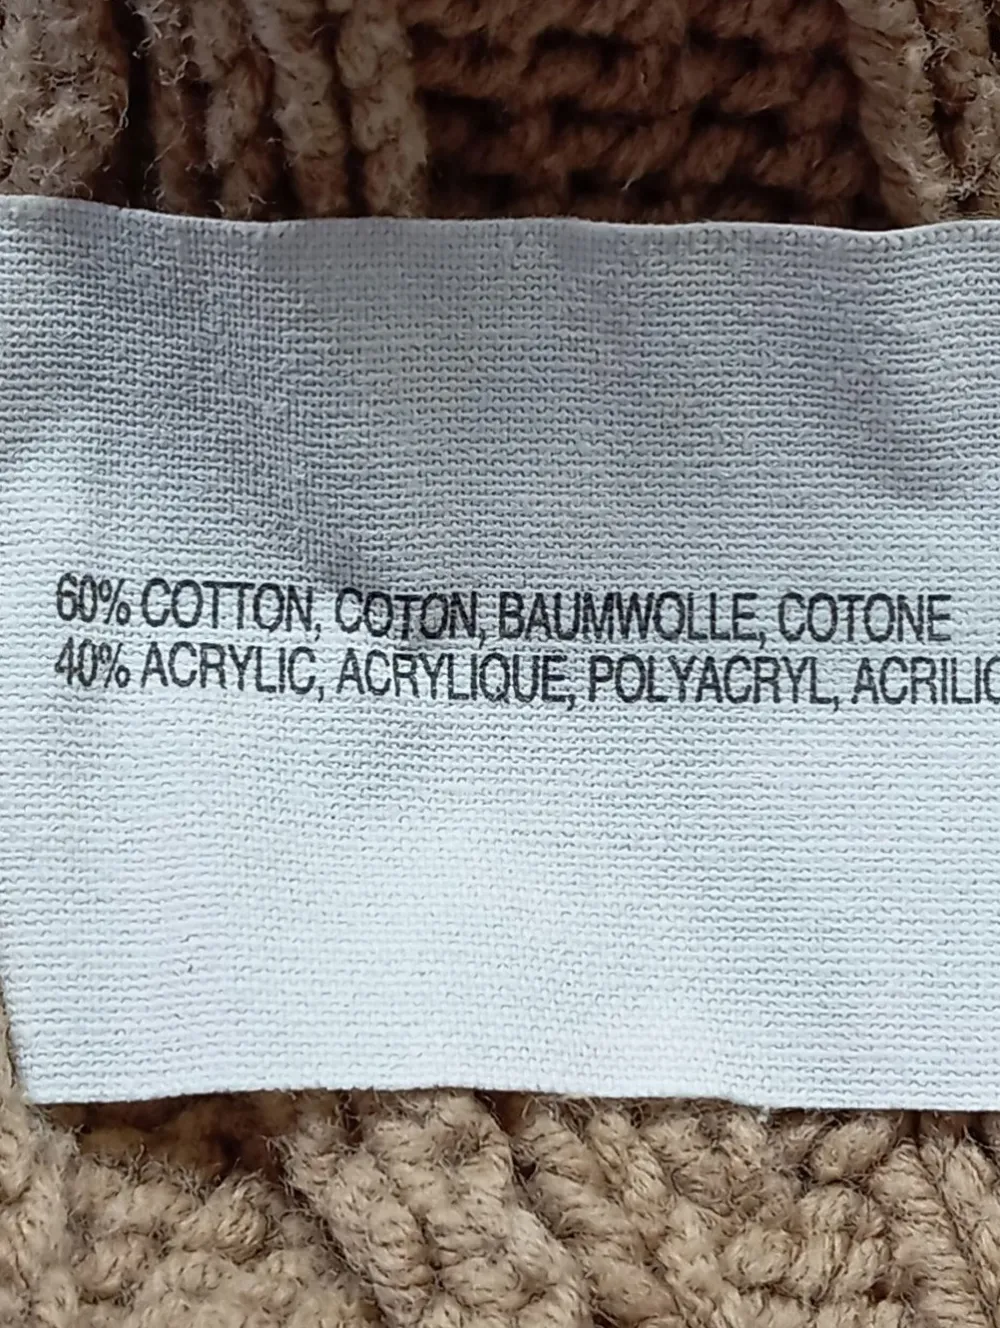 60% COTTON, COTON, BAUMWOLLE, COTONE
40% ACRYLIC, ACRYLIQUE, POLYACRYL, ACRILIC